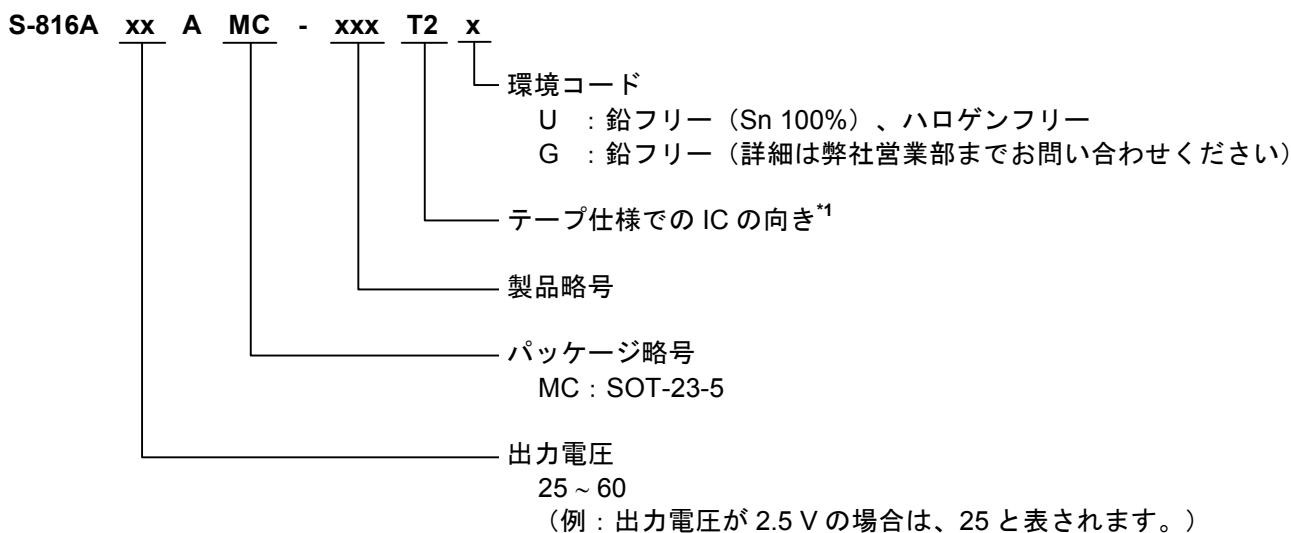 S-816A xx A MC - xxx T2 x
環境コード
U : 鉛フリー（Sn 100%）、ハロゲンフリー
G : 鉛フリー（詳細は弊社営業部までお問い合わせください）
テープ仕様での IC の向き*1
製品略号
パッケージ略号
MC : SOT-23-5
出力電圧
25 ~ 60
（例 : 出力電圧が 2.5 V の場合は、25 と表されます。）